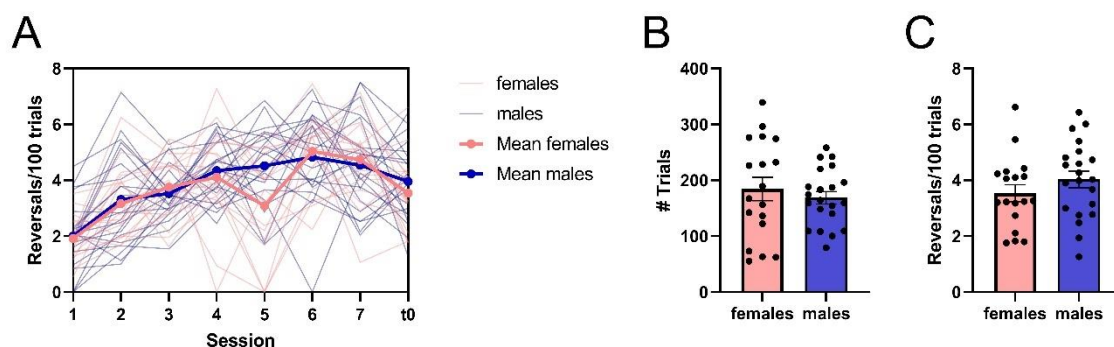 A
Reversals/100 trials
8
6
4
2
0
1 2 3 4 5 6 7 t0
Session
females
males
Mean females
Mean males
B
# Trials
400
300
200
100
0
females males
C
Reversals/100 trials
8
6
4
2
0
females males